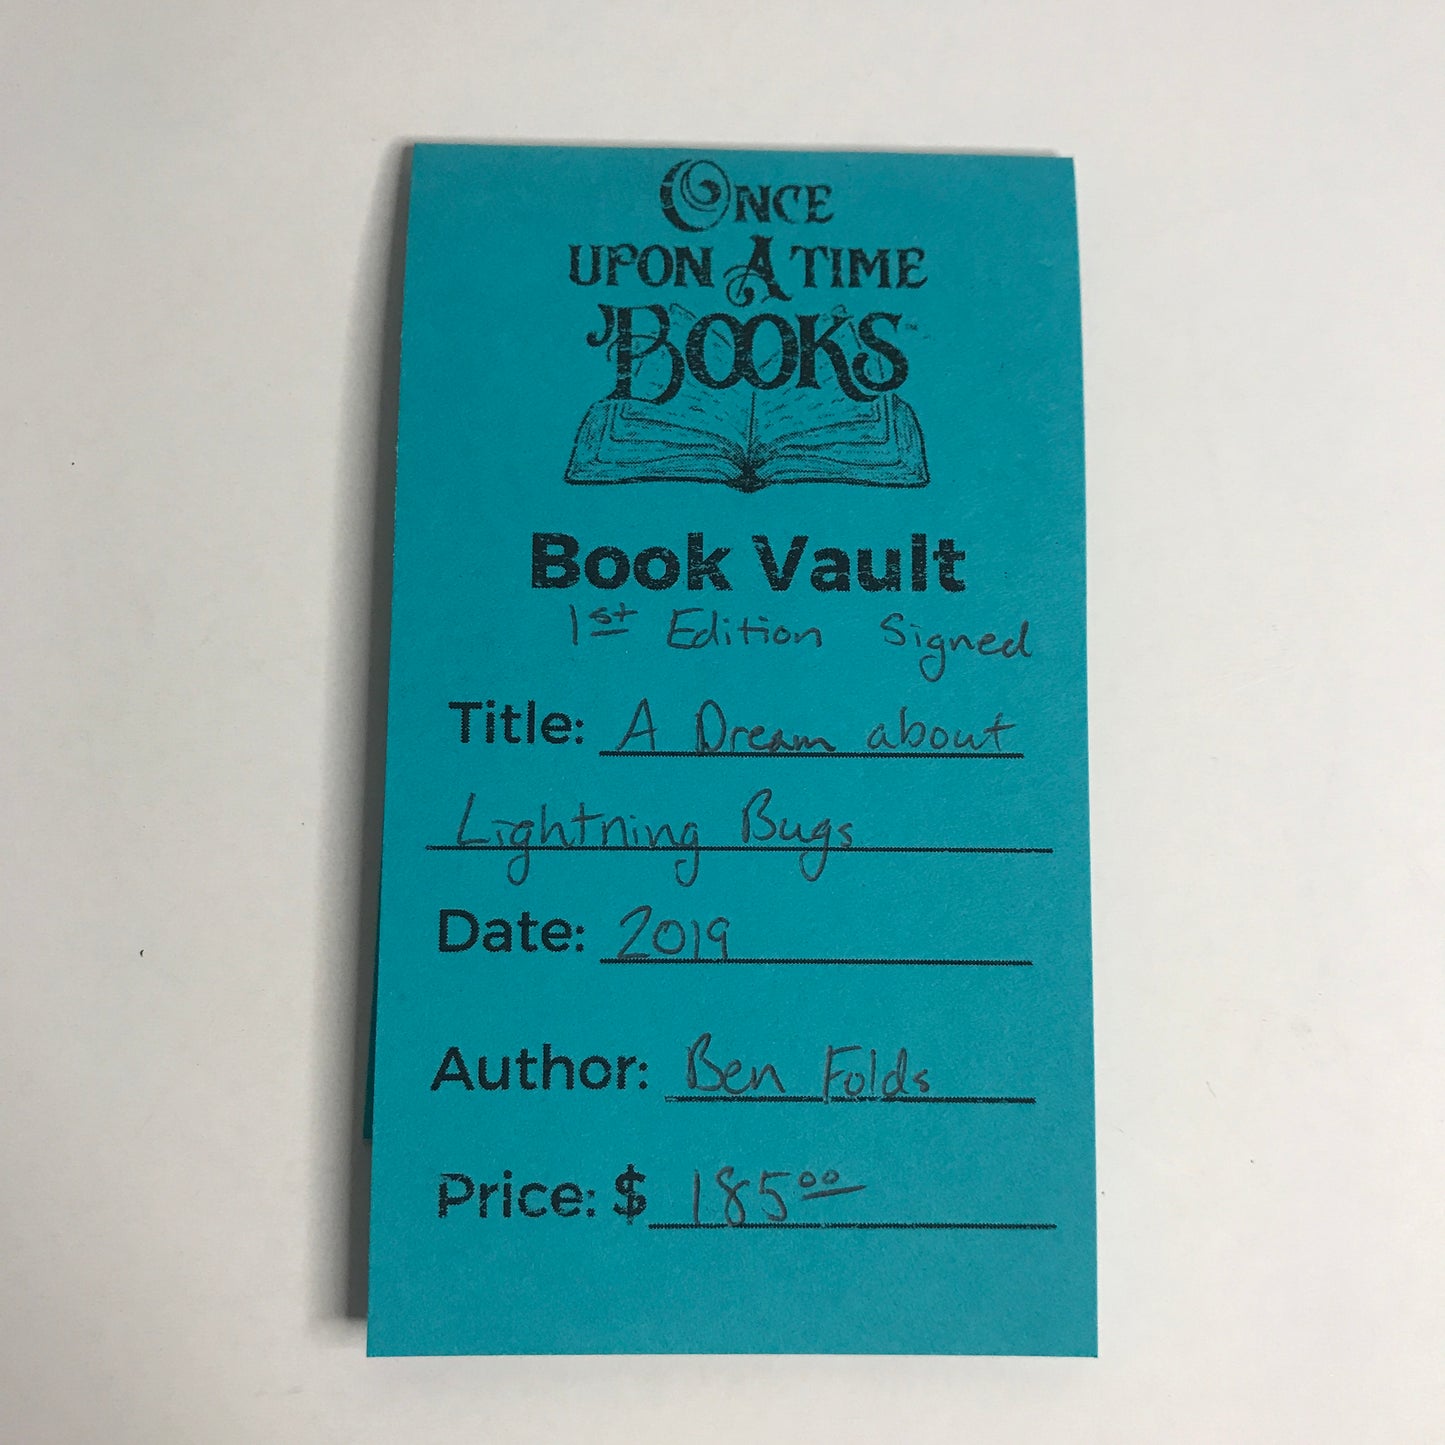 ONCE
UPON A TIME
BOOKS™
Book Vault
1st Edition Signed
Title: A Dream about
Lightning Bugs
Date: 2019
Author: Ben Folds
Price: $ 185.00